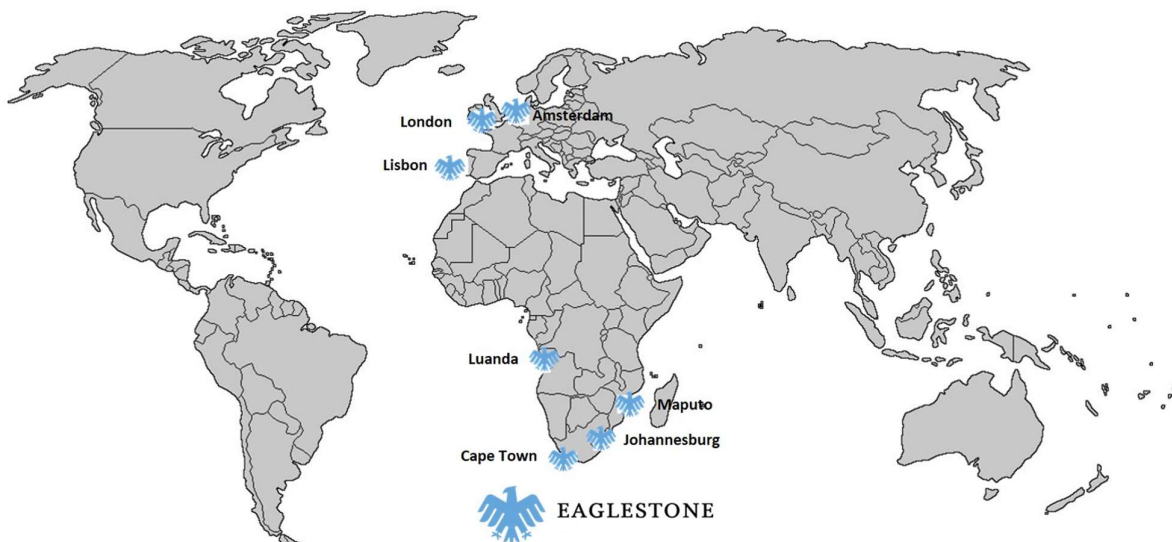 London
Amsterdam
Lisbon
Luanda
Maputo
Johannesburg
Cape Town
EAGLESTONE